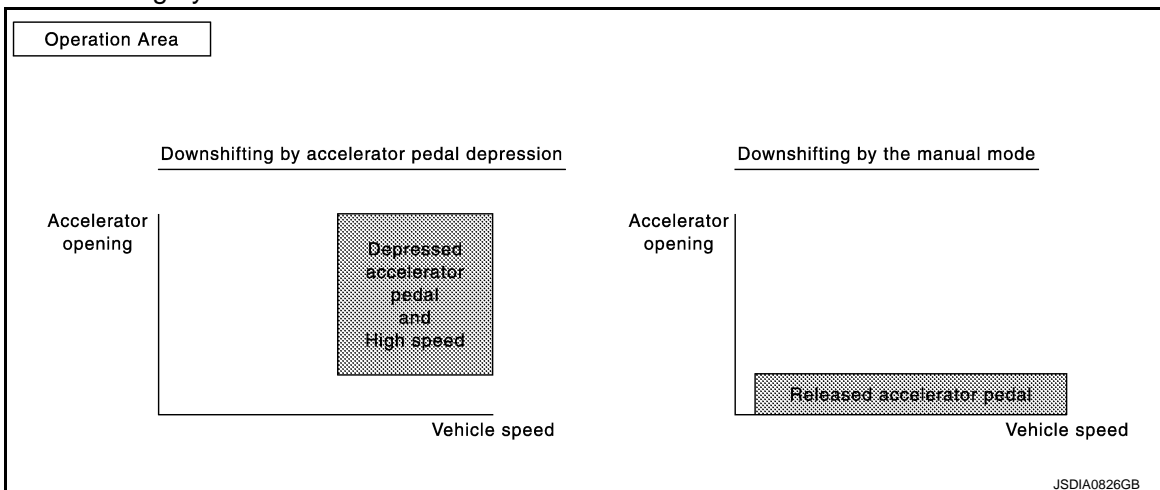 Operation Area
Downshifting by accelerator pedal depression
Accelerator
opening
Depressed
accelerator
pedal
and
High speed
Vehicle speed
Downshifting by the manual mode
Accelerator
opening
Released accelerator pedal
Vehicle speed
JSDIA0826GB